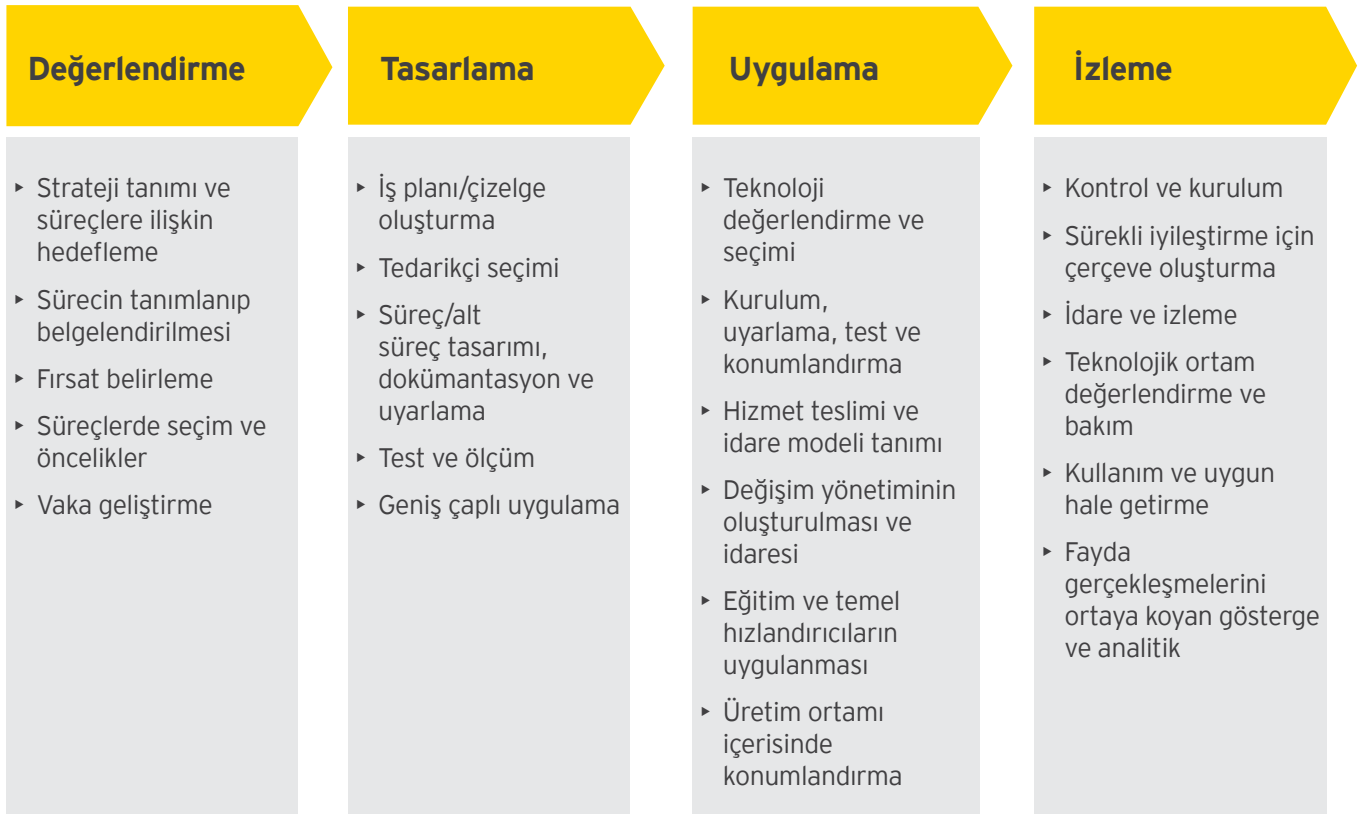 Değerlendirme
▸ Strateji tanımı ve
süreçlere ilişkin
hedefleme
▸ Sürecin tanımlanıp
belgelendirilmesi
▸ Fırsat belirleme
▸ Süreçlerde seçim ve
öncelikler
▸ Vaka geliştirme
Tasarlama
▸ İş planı/çizelge
oluşturma
▸ Tedarikçi seçimi
▸ Süreç/alt
süreç tasarımı,
dokümantasyon ve
uyarlama
▸ Test ve ölçüm
▸ Geniş çaplı uygulama
Uygulama
▸ Teknoloji
değerlendirme ve
seçimi
▸ Kurulum,
uyarlama, test ve
konumlandırma
▸ Hizmet teslimi ve
idare modeli tanımı
▸ Değişim yönetiminin
oluşturulması ve
idaresi
▸ Eğitim ve temel
hızlandırıcıların
uygulanması
▸ Üretim ortamı
içerisinde
konumlandırma
İzleme
▸ Kontrol ve kurulum
▸ Sürekli iyileştirme için
çerçeve oluşturma
▸ İdare ve izleme
▸ Teknolojik ortam
değerlendirme ve
bakım
▸ Kullanım ve uygun
hale getirme
▸ Fayda
gerçekleşmelerini
ortaya koyan gösterge
ve analitik